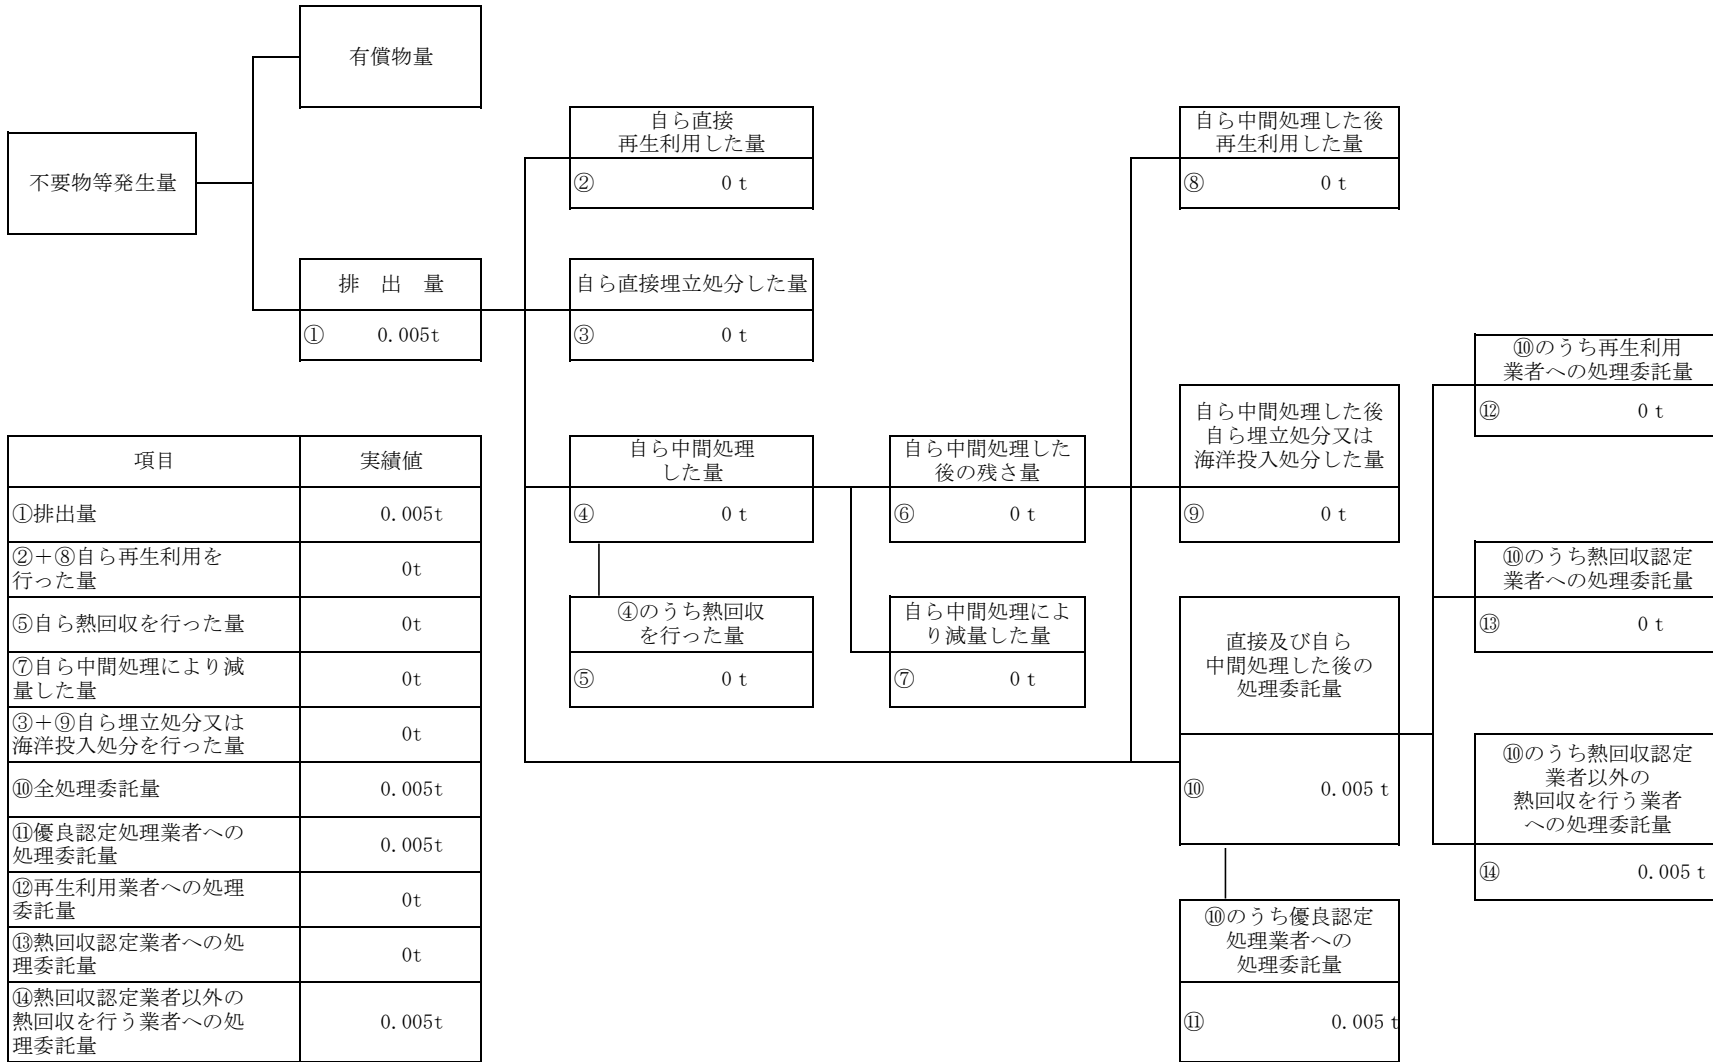 有償物量
不要物等発生量
排　出　量
① 0.005t
自ら直接
再生利用した量
② 0 t
自ら直接埋立処分した量
③ 0 t
自ら中間処理
した量
④ 0 t
④のうち熱回収
を行った量
⑤ 0 t
自ら中間処理した
後の残さ量
⑥ 0 t
自ら中間処理によ
り減量した量
⑦ 0 t
自ら中間処理した後
再生利用した量
⑧ 0 t
自ら中間処理した後
自ら埋立処分又は
海洋投入処分した量
⑨ 0 t
直接及び自ら
中間処理した後の
処理委託量
⑩ 0.005 t
⑩のうち優良認定
処理業者への
処理委託量
⑪ 0.005 t
⑩のうち再生利用
業者への処理委託量
⑫ 0 t
⑩のうち熱回収認定
業者への処理委託量
⑬ 0 t
⑩のうち熱回収認定
業者以外の
熱回収を行う業者
への処理委託量
⑭ 0.005 t
項目 実績値
①排出量 0.005t
②＋⑧自ら再生利用を
行った量 0t
⑤自ら熱回収を行った量 0t
⑦自ら中間処理により減
量した量 0t
③＋⑨自ら埋立処分又は
海洋投入処分を行った量 0t
⑩全処理委託量 0.005t
⑪優良認定処理業者への
処理委託量 0.005t
⑫再生利用業者への処理
委託量 0t
⑬熱回収認定業者への処
理委託量 0t
⑭熱回収認定業者以外の
熱回収を行う業者への処
理委託量 0.005t